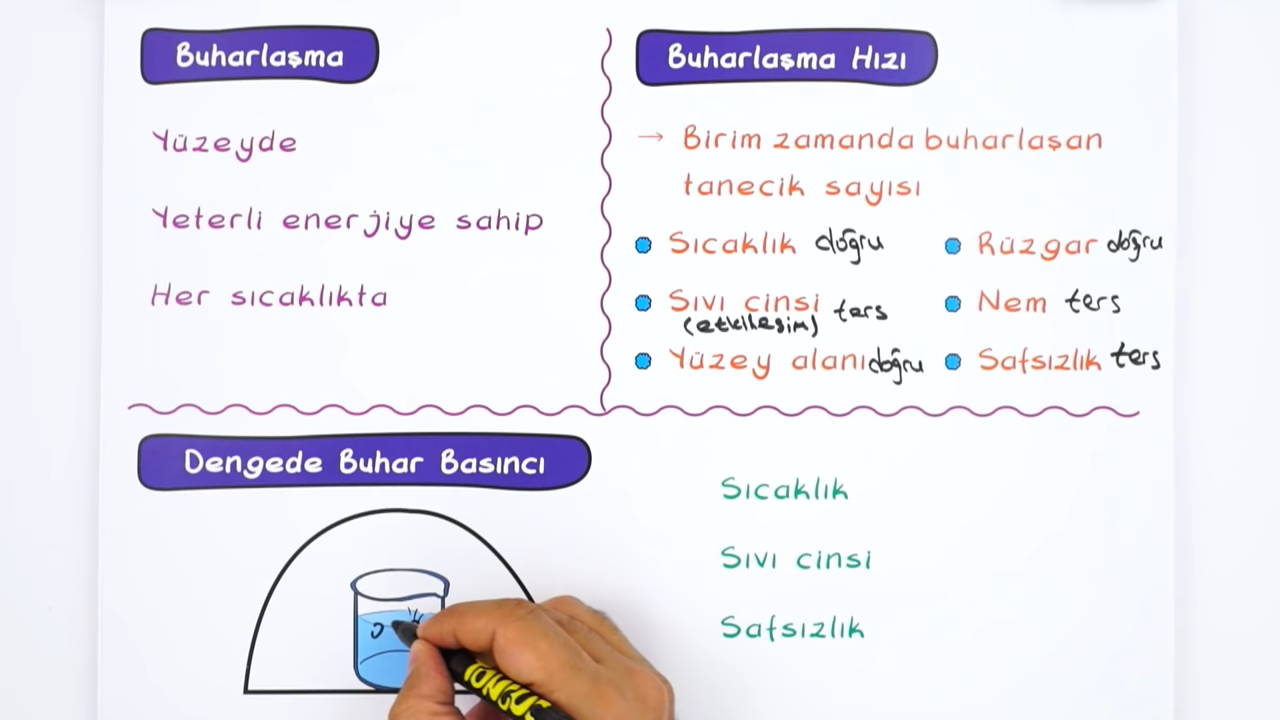 Buharlaşma
Yüzeyde
Yeterli enerjiye sahip
Her sıcaklıkta
Buharlaşma Hızı
→ Birim zamanda buharlaşan
tanecik sayısı
Sıcaklık doğru
Sıvı cinsi ters
(etkileşim)
Yüzey alanı doğru
Rüzgar doğru
Nem ters
Safsızlık ters
Dengede Buhar Basıncı
Sıcaklık
Sıvı cinsi
Safsızlık
TONGUÇ